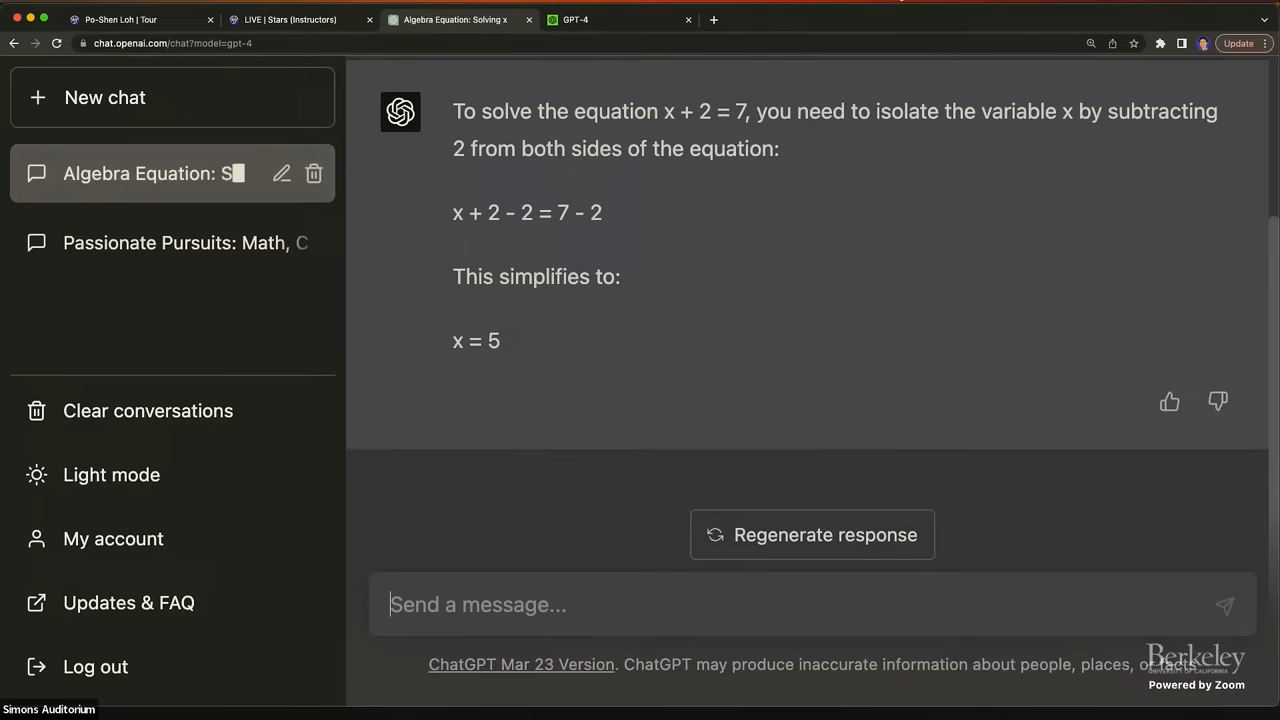 Po-Shen Loh | Tour
LIVE | Stars (Instructors)
Algebra Equation: Solving x
GPT-4
chat.openai.com/chat?model=gpt-4
Update
New chat
Algebra Equation: S
Passionate Pursuits: Math, C
Clear conversations
Light mode
My account
Updates & FAQ
Log out
To solve the equation x + 2 = 7, you need to isolate the variable x by subtracting
2 from both sides of the equation:
x + 2 - 2 = 7 - 2
This simplifies to:
x = 5
Regenerate response
Send a message...
ChatGPT Mar 23 Version. ChatGPT may produce inaccurate information about people, places, or facts
Berkeley
UNIVERSITY OF CALIFORNIA
Powered by Zoom
Simons Auditorium